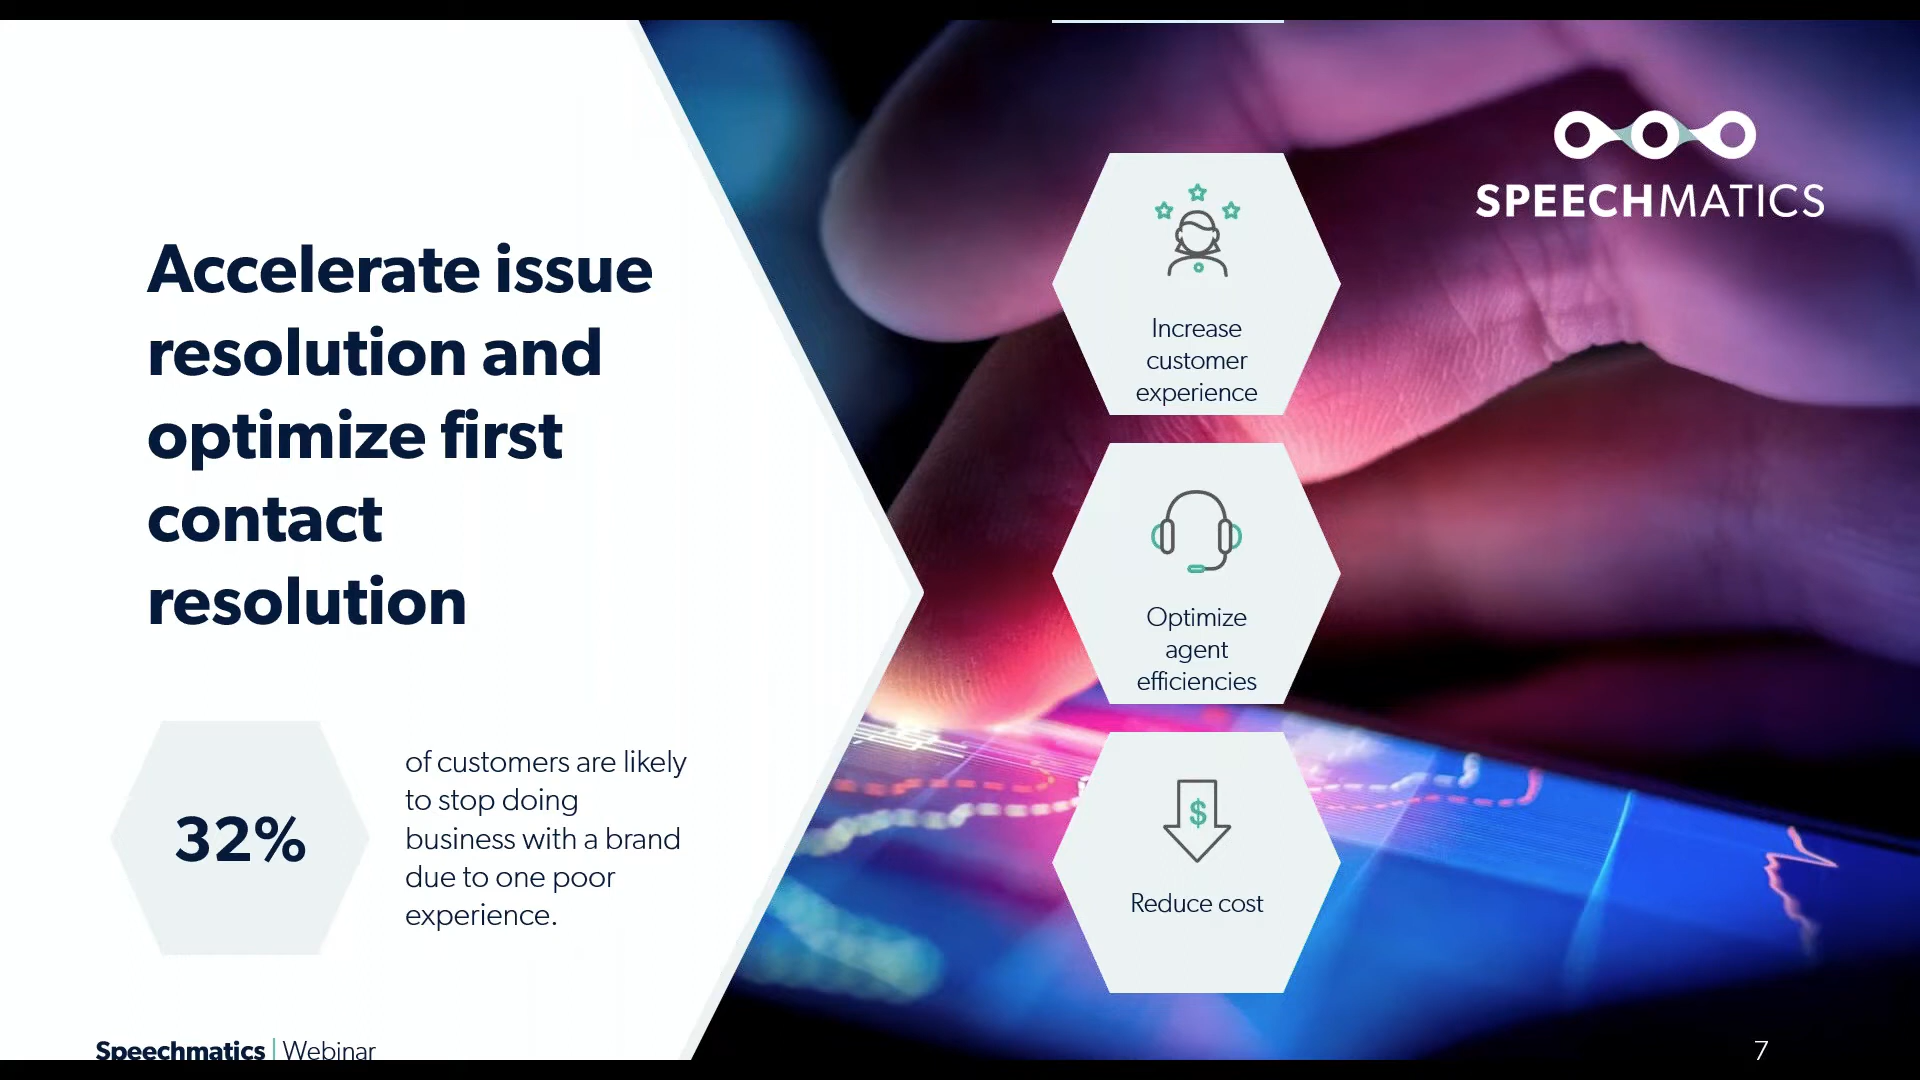 Accelerate issue
resolution and
optimize first
contact
resolution
32%
of customers are likely
to stop doing
business with a brand
due to one poor
experience.
Increase
customer
experience
Optimize
agent
efficiencies
$
Reduce cost
SPEECHMATICS
Speechmatics | Webinar
7